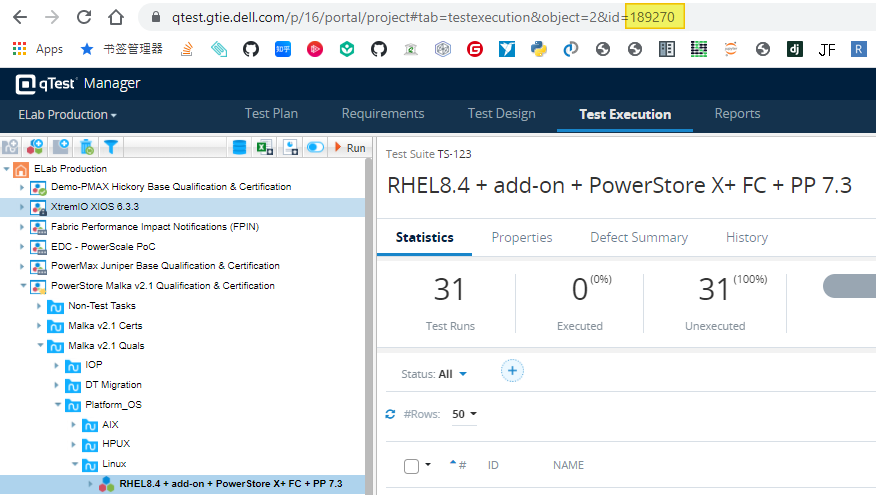 qtest.gtie.dell.com/p/16/portal/project#tab=testexecution&object=2&id=189270
Apps 书签管理器 知乎 dj JF R
qTest Manager
ELab Production Test Plan Requirements Test Design Test Execution Reports
Run
ELab Production
Demo-PMAX Hickory Base Qualification & Certification
XtremIO XIOS 6.3.3
Fabric Performance Impact Notifications (FPIN)
EDC - PowerScale PoC
PowerMax Juniper Base Qualification & Certification
PowerStore Malka v2.1 Qualification & Certification
Non-Test Tasks
Malka v2.1 Certs
Malka v2.1 Quals
IOP
DT Migration
Platform_OS
AIX
HPUX
Linux
RHEL8.4 + add-on + PowerStore X+ FC + PP 7.3
Test Suite TS-123
RHEL8.4 + add-on + PowerStore X+ FC + PP 7.3
Statistics Properties Defect Summary History
31 0 (0%) 31 (100%)
Test Runs Executed Unexecuted
Status: All
#Rows: 50
# ID NAME